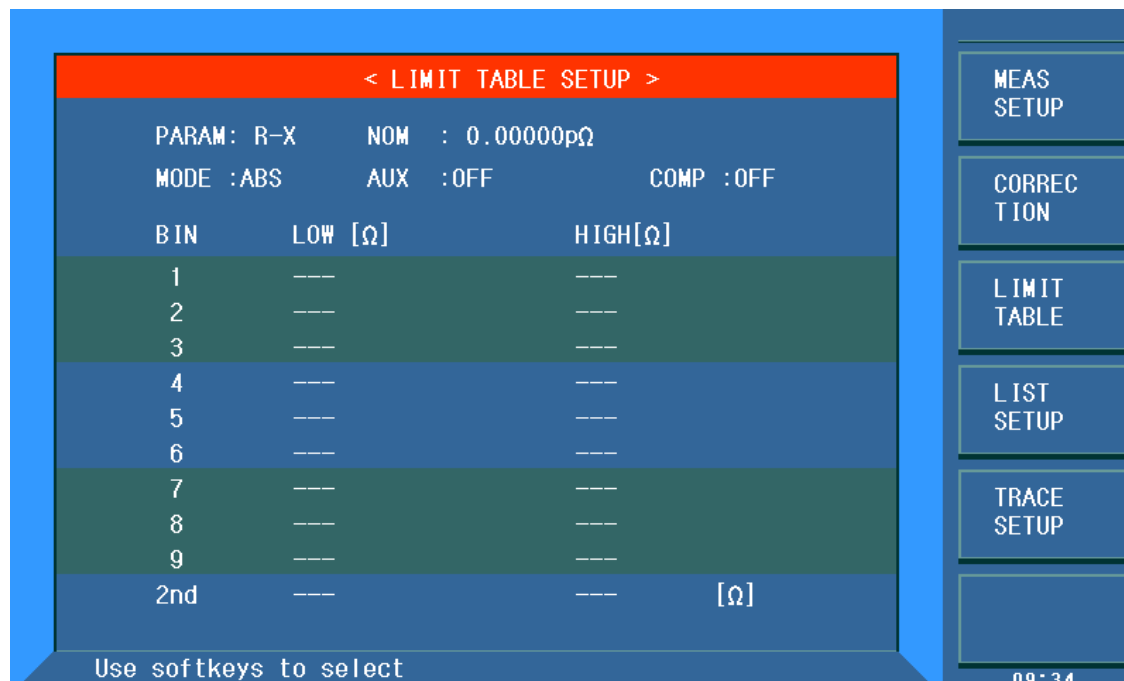 < LIMIT TABLE SETUP >
PARAM: R-X NOM : 0.00000pΩ
MODE :ABS AUX :OFF COMP :OFF
BIN LOW [Ω] HIGH[Ω]
1 --- ---
2 --- ---
3 --- ---
4 --- ---
5 --- ---
6 --- ---
7 --- ---
8 --- ---
9 --- ---
2nd --- --- [Ω]
Use softkeys to select
MEAS
SETUP
CORREC
TION
LIMIT
TABLE
LIST
SETUP
TRACE
SETUP
09:34